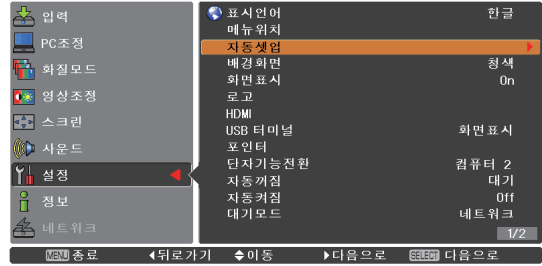 입력
PC조정
화질모드
영상조정
스크린
사운드
설정
정보
네트워크
표시언어 한글
메뉴위치
자동셋업
배경화면 청색
화면표시 On
로고
HDMI
USB 터미널 화면표시
포인터
단자기능전환 컴퓨터 2
자동꺼짐 대기
자동켜짐 Off
대기모드 네트워크
1/2
MENU 종료 뒤로가기 이동 다음으로 SELECT 다음으로